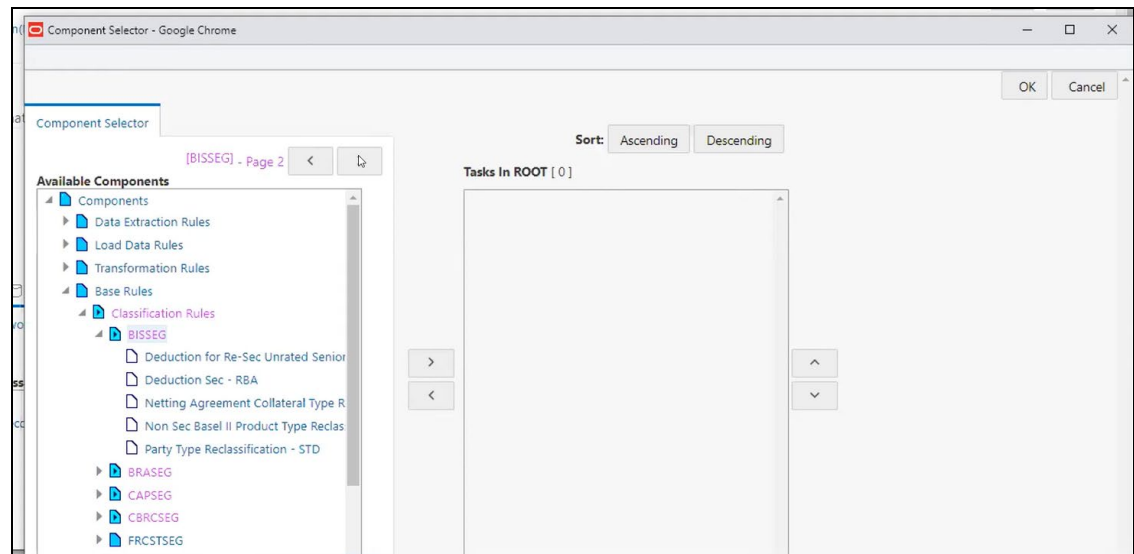 Component Selector - Google Chrome
OK Cancel
Component Selector
Sort: Ascending Descending
[BISSEG] - Page 2 <
Tasks In ROOT [ 0 ]
Available Components
Components
Data Extraction Rules
Load Data Rules
Transformation Rules
Base Rules
Classification Rules
BISSEG
Deduction for Re-Sec Unrated Senior
Deduction Sec - RBA
>
Netting Agreement Collateral Type R
<
Non Sec Basel II Product Type Reclas
Party Type Reclassification - STD
BRASEG
CAPSEG
CBRCSEG
FRCSTSEG